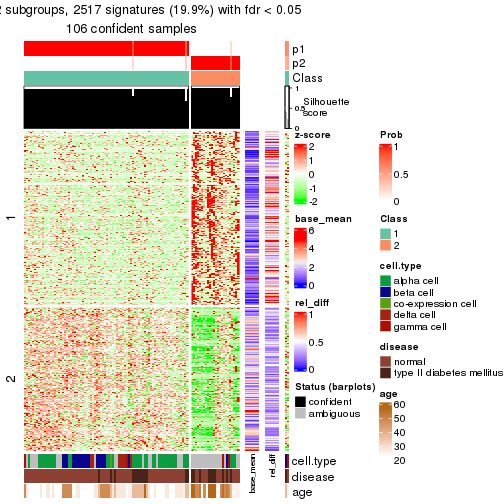 2 subgroups, 2517 signatures (19.9%) with fdr < 0.05
106 confident samples
p1
p2
Class
1
0.5
0
Silhouette
score
1
2
z-score
2
1
0
-1
-2
base_mean
6
4
2
0
rel_diff
1
0.5
0
Status (barplots)
confident
ambiguous
Prob
1
0.5
0
Class
1
2
cell.type
alpha cell
beta cell
co-expression cell
delta cell
gamma cell
disease
normal
type II diabetes mellitus
age
60
50
40
30
20
base_mean
rel_diff
cell.type
disease
age